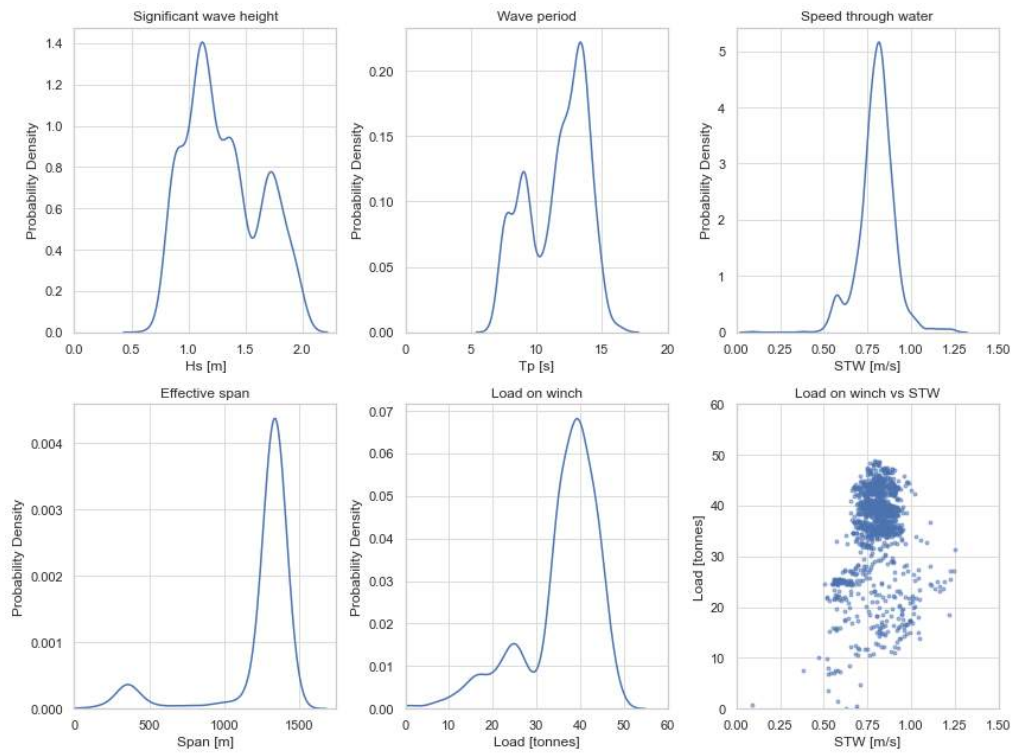 Significant wave height
Probability Density
1.4
1.2
1.0
0.8
0.6
0.4
0.2
0.0
0.0 0.5 1.0 1.5 2.0
Hs [m]
Wave period
Probability Density
0.20
0.15
0.10
0.05
0.00
0 5 10 15 20
Tp [s]
Speed through water
Probability Density
5
4
3
2
1
0
0.00 0.25 0.50 0.75 1.00 1.25 1.50
STW [m/s]
Effective span
Probability Density
0.004
0.003
0.002
0.001
0.000
0 500 1000 1500
Span [m]
Load on winch
Probability Density
0.07
0.06
0.05
0.04
0.03
0.02
0.01
0.00
0 10 20 30 40 50 60
Load [tonnes]
Load on winch vs STW
Load [tonnes]
60
50
40
30
20
10
0
0.00 0.25 0.50 0.75 1.00 1.25 1.50
STW [m/s]